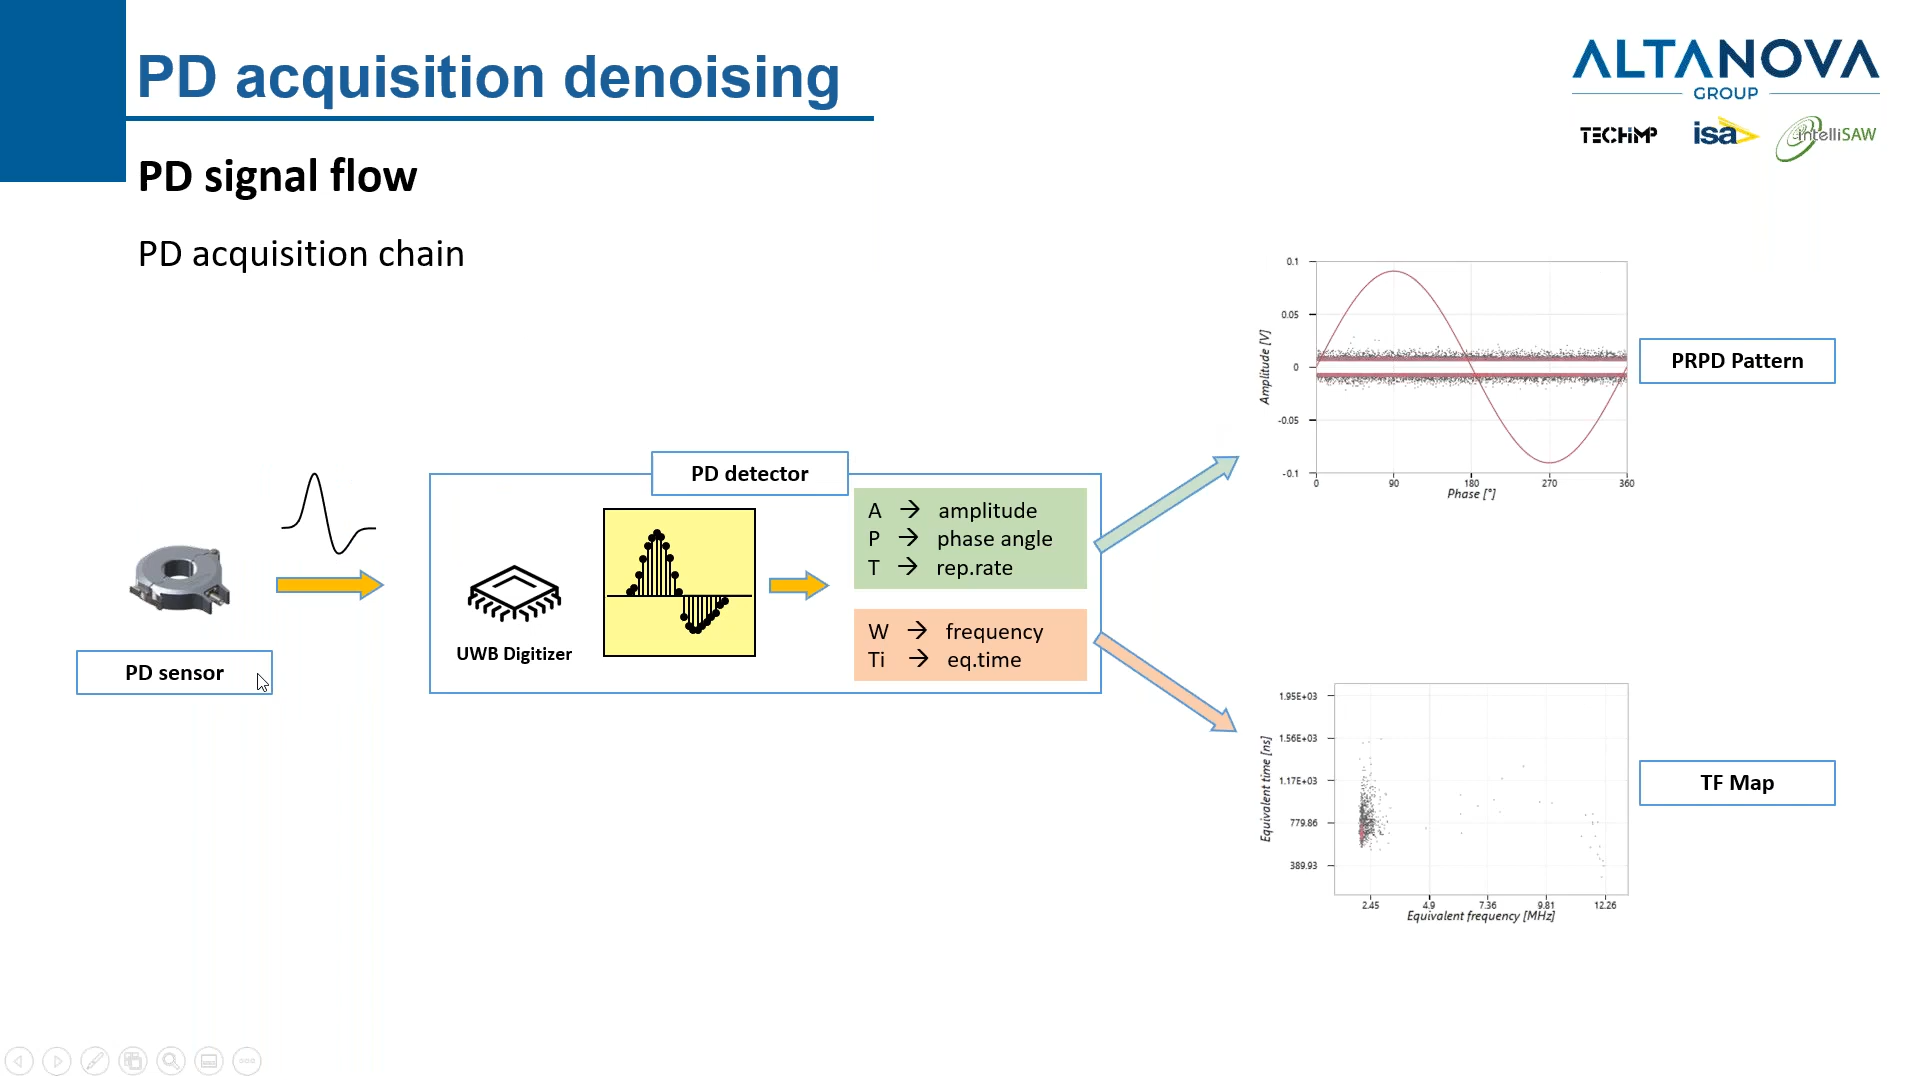 PD acquisition denoising
ALTANOVA
GROUP
TECHIMP
isa
intelliSAW
PD signal flow
PD acquisition chain
PD sensor
PD detector
UWB Digitizer
A → amplitude
P → phase angle
T → rep.rate
W → frequency
Ti → eq.time
0.1
0.05
0
-0.05
-0.1
Amplitude [V]
0 90 180 270 360
Phase [°]
PRPD Pattern
1.95E+03
1.56E+03
1.17E+03
779.86
389.93
Equivalent time [ns]
2.45 4.9 7.36 9.81 12.26
Equivalent frequency [MHz]
TF Map